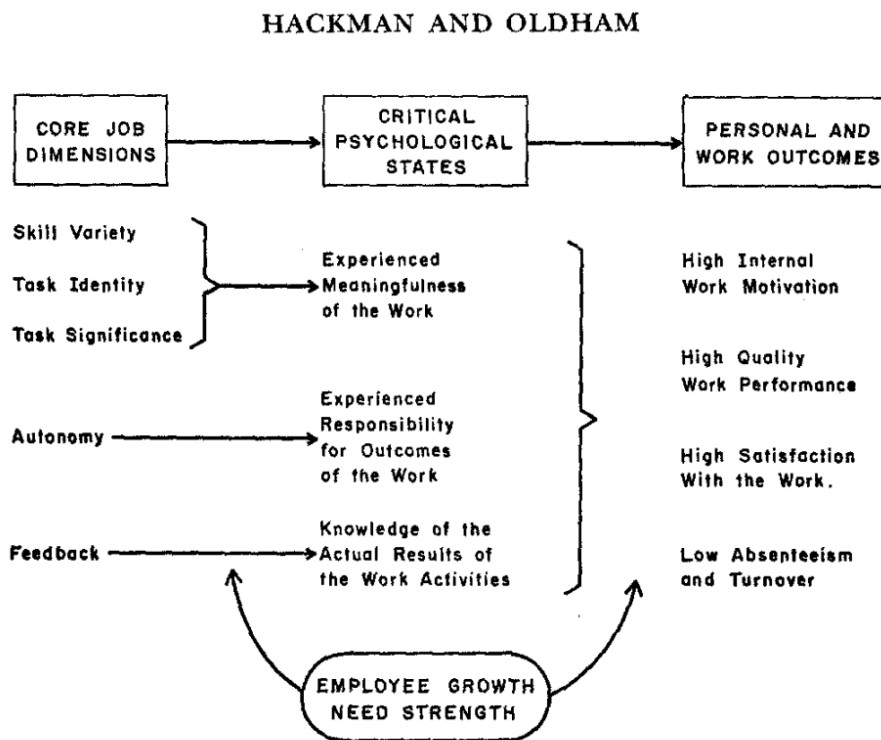 HACKMAN AND OLDHAM
CORE JOB
DIMENSIONS
CRITICAL
PSYCHOLOGICAL
STATES
PERSONAL AND
WORK OUTCOMES
Skill Variety
Task Identity
Task Significance
Experienced
Meaningfulness
of the Work
High Internal
Work Motivation
High Quality
Work Performance
Autonomy
Experienced
Responsibility
for Outcomes
of the Work
High Satisfaction
With the Work.
Feedback
Knowledge of the
Actual Results of
the Work Activities
Low Absenteeism
and Turnover
EMPLOYEE GROWTH
NEED STRENGTH